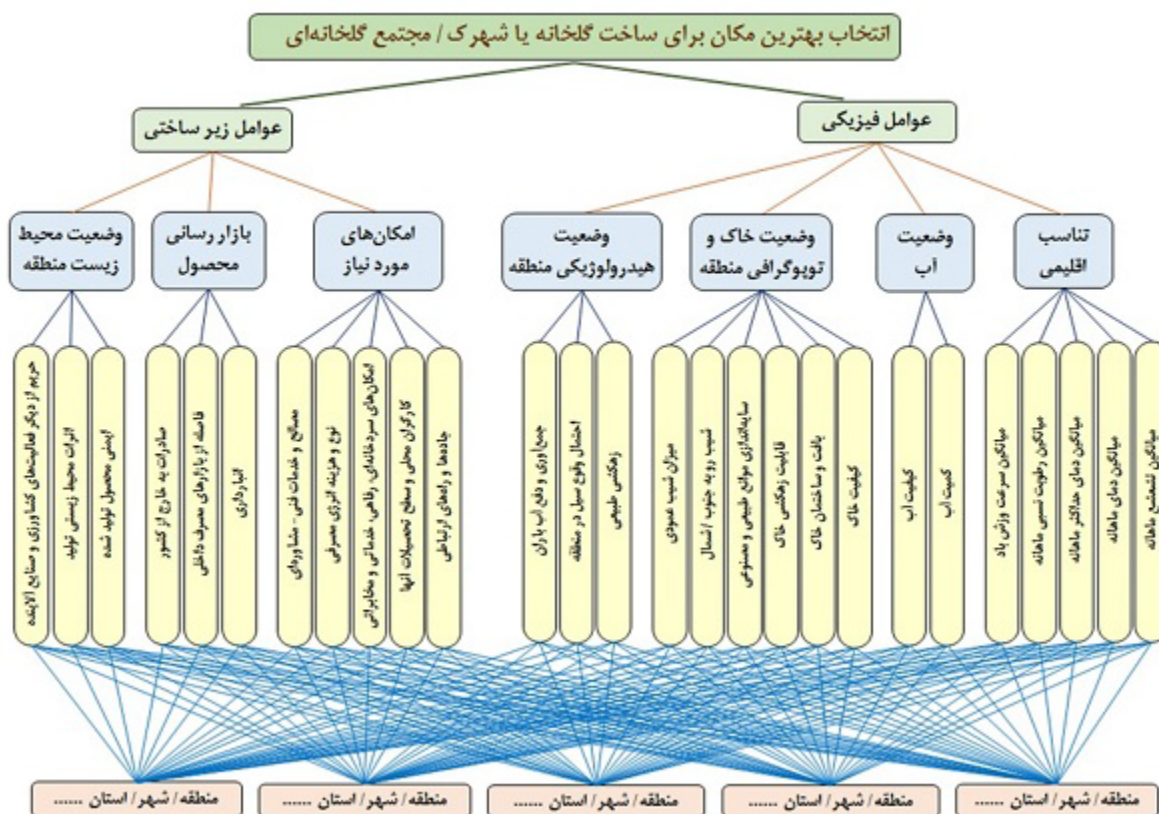 انتخاب بهترین مکان برای ساخت گلخانه یا شهرک / مجتمع گلخانه‌ای
عوامل فیزیکی
عوامل زیر ساختی
تناسب
اقلیمی
وضعیت
آب
وضعیت خاک و
توپوگرافی منطقه
وضعیت
هیدرولوژیکی منطقه
امکان‌های
مورد نیاز
بازار رسانی
محصول
وضعیت محیط
زیست منطقه
میانگین تشعشع ماهانه
میانگین دمای ماهانه
میانگین دمای حداکثر ماهانه
میانگین رطوبت نسبی ماهانه
میانگین سرعت وزش باد
کمیت آب
کیفیت آب
کیفیت خاک
بافت و ساختمان خاک
قابلیت زهکشی خاک
سایه‌اندازی موانع طبیعی و مصنوعی
شیب رو به جنوب / شمال
میزان شیب عمودی
زهکشی طبیعی
احتمال وقوع سیل در منطقه
جمع‌آوری و دفع آب باران
جاده‌ها و راه‌های ارتباطی
کارگران محلی و سطح تحصیلات آنها
امکان‌های سردخانه‌ای، رفاهی، خدماتی و مخابراتی
نوع و هزینه انرژی مصرفی
مصالح و خدمات فنی - مشاوره‌ای
انبارداری
فاصله از بازارهای مصرف داخلی
صادرات به خارج از کشور
ایمنی محصول تولید شده
اثرات محیط زیستی تولید
حریم از دیگر فعالیت‌های کشاورزی و صنایع آلاینده
منطقه / شهر / استان ......
منطقه / شهر / استان ......
منطقه / شهر / استان ......
منطقه / شهر / استان ......
منطقه / شهر / استان ......